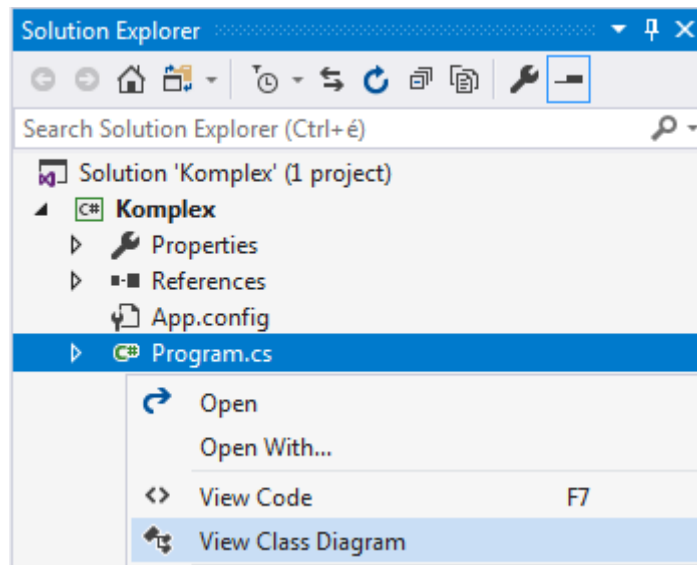 Solution Explorer
Search Solution Explorer (Ctrl+é)
Solution 'Komplex' (1 project)
C# Komplex
Properties
References
App.config
C# Program.cs
Open
Open With...
View Code F7
View Class Diagram